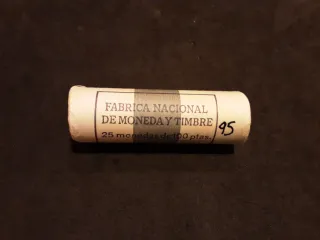 FABRICA NACIONAL
DE MONEDA Y TIMBRE
25 monedas de 100 ptas.
95